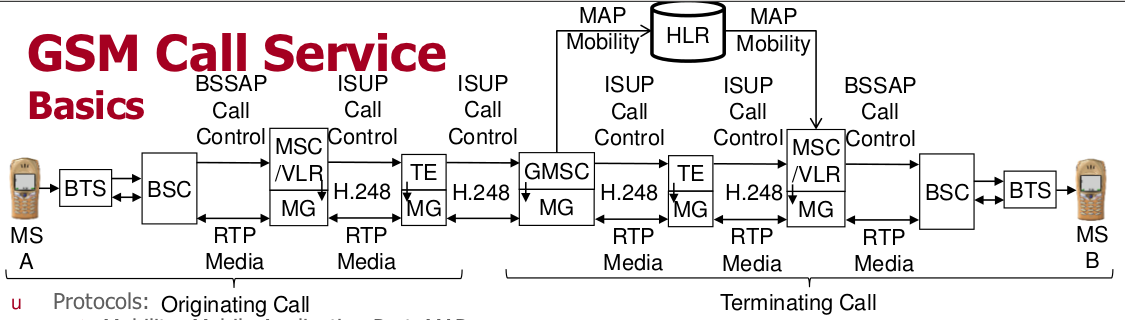 GSM Call Service
Basics
MAP
Mobility
HLR
MAP
Mobility
BSSAP
Call
Control
ISUP
Call
Control
ISUP
Call
Control
ISUP
Call
Control
ISUP
Call
Control
BSSAP
Call
Control
BTS
BSC
MSC
/VLR
MG
H.248
TE
MG
H.248
GMSC
MG
H.248
TE
MG
H.248
MSC
/VLR
MG
BSC
BTS
MS
A
RTP
Media
RTP
Media
RTP
Media
RTP
Media
RTP
Media
MS
B
Originating Call
Terminating Call
u Protocols: